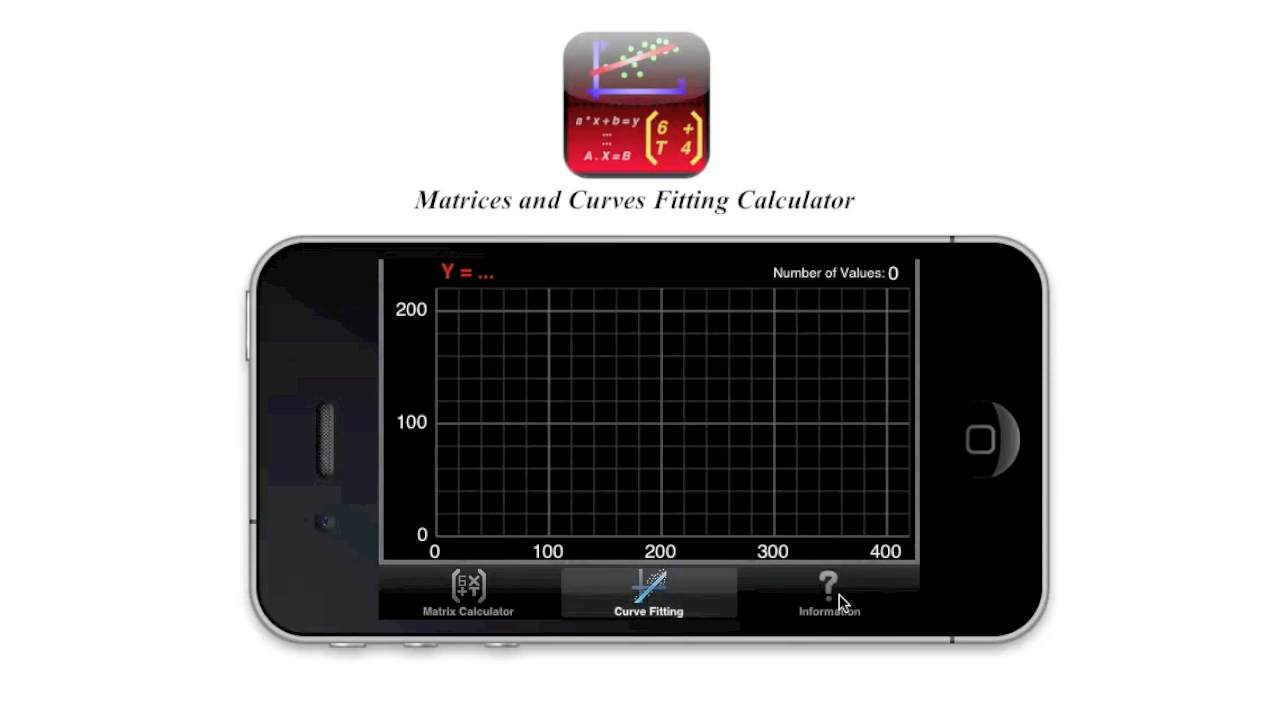 a*x+b=y
...
...
A.X=B
6 +
T 4
Matrices and Curves Fitting Calculator
Y = ...
Number of Values: 0
200
100
0
0 100 200 300 400
6X
+T
Matrix Calculator
Curve Fitting
?
Information